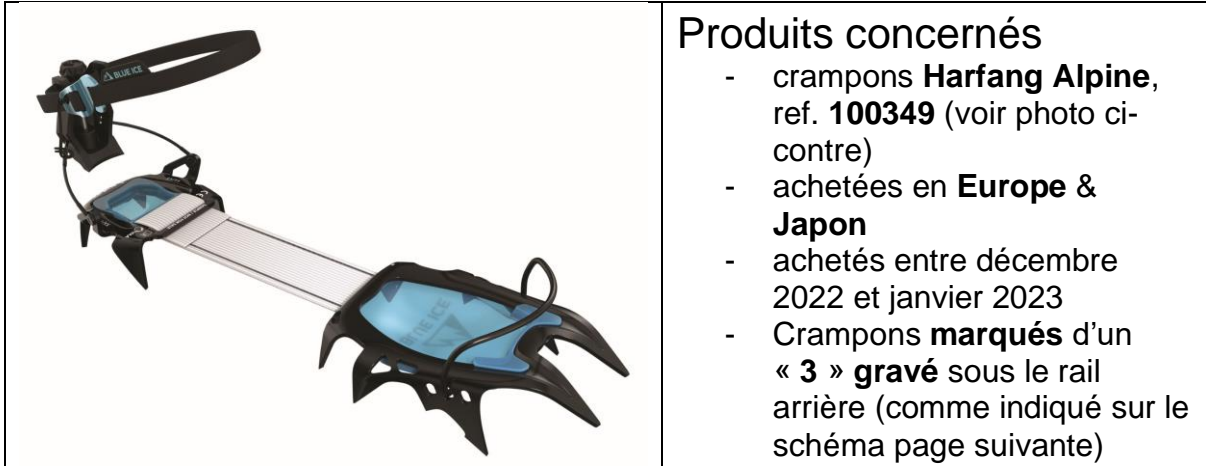 BLUE ICE
BLUE ICE
Produits concernés
- crampons Harfang Alpine,
ref. 100349 (voir photo ci-
contre)
- achetées en Europe &
Japon
- achetés entre décembre
2022 et janvier 2023
- Crampons marqués d’un
« 3 » gravé sous le rail
arrière (comme indiqué sur le
schéma page suivante)